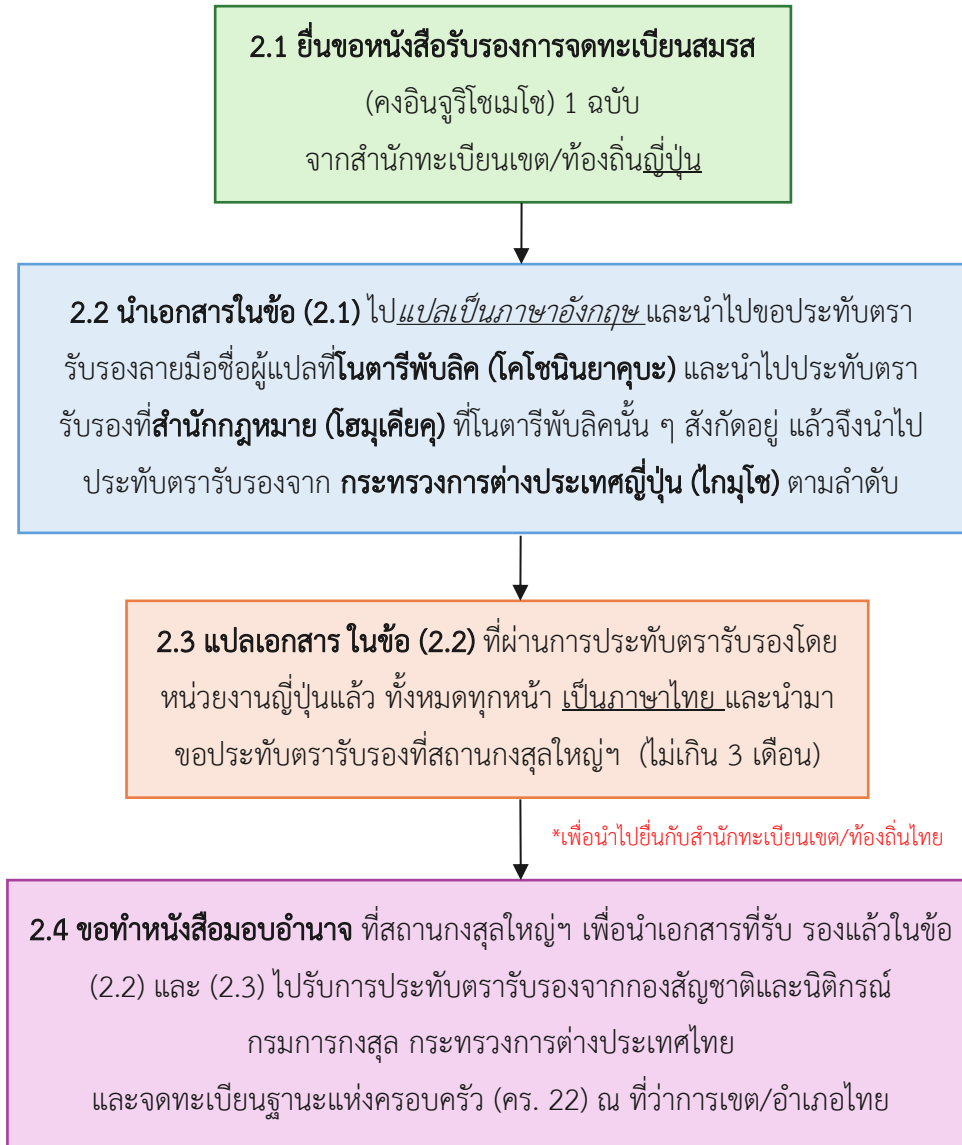 2.1 ยื่นขอหนังสือรับรองการจดทะเบียนสมรส
(คงอินจูริโชเมโช) 1 ฉบับ
จากสำนักทะเบียนเขต/ท้องถิ่นญี่ปุ่น
2.2 นำเอกสารในข้อ (2.1) ไปแปลเป็นภาษาอังกฤษ และนำไปขอประทับตรา
รับรองลายมือชื่อผู้แปลที่โนตารีพับลิค (โคโชนินยาคุบะ) และนำไปประทับตรา
รับรองที่สำนักกฎหมาย (โฮมุเคียคุ) ที่โนตารีพับลิคนั้น ๆ สังกัดอยู่ แล้วจึงนำไป
ประทับตรารับรองจาก กระทรวงการต่างประเทศญี่ปุ่น (ไกมุโช) ตามลำดับ
2.3 แปลเอกสาร ในข้อ (2.2) ที่ผ่านการประทับตรารับรองโดย
หน่วยงานญี่ปุ่นแล้ว ทั้งหมดทุกหน้า เป็นภาษาไทย และนำมา
ขอประทับตรารับรองที่สถานกงสุลใหญ่ฯ (ไม่เกิน 3 เดือน)
*เพื่อนำไปยื่นกับสำนักทะเบียนเขต/ท้องถิ่นไทย
2.4 ขอทำหนังสือมอบอำนาจ ที่สถานกงสุลใหญ่ฯ เพื่อนำเอกสารที่รับ รองแล้วในข้อ
(2.2) และ (2.3) ไปรับการประทับตรารับรองจากกองสัญชาติและนิติกรณ์
กรมการกงสุล กระทรวงการต่างประเทศไทย
และจดทะเบียนฐานะแห่งครอบครัว (คร. 22) ณ ที่ว่าการเขต/อำเภอไทย